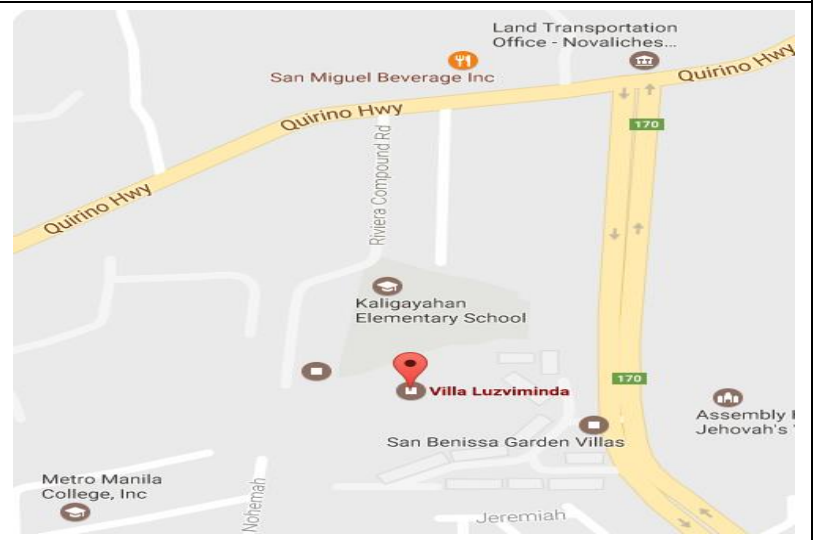 Land Transportation
Office - Novaliches...
San Miguel Beverage Inc
Quirino Hwy
Quirino Hwy
170
Riviera Compound Rd
Quirino Hwy
Kaligayahan
Elementary School
170
Villa Luzviminda
Assembly
Jehovah's
San Benissa Garden Villas
Metro Manila
College, Inc
Nohemah
Jeremiah